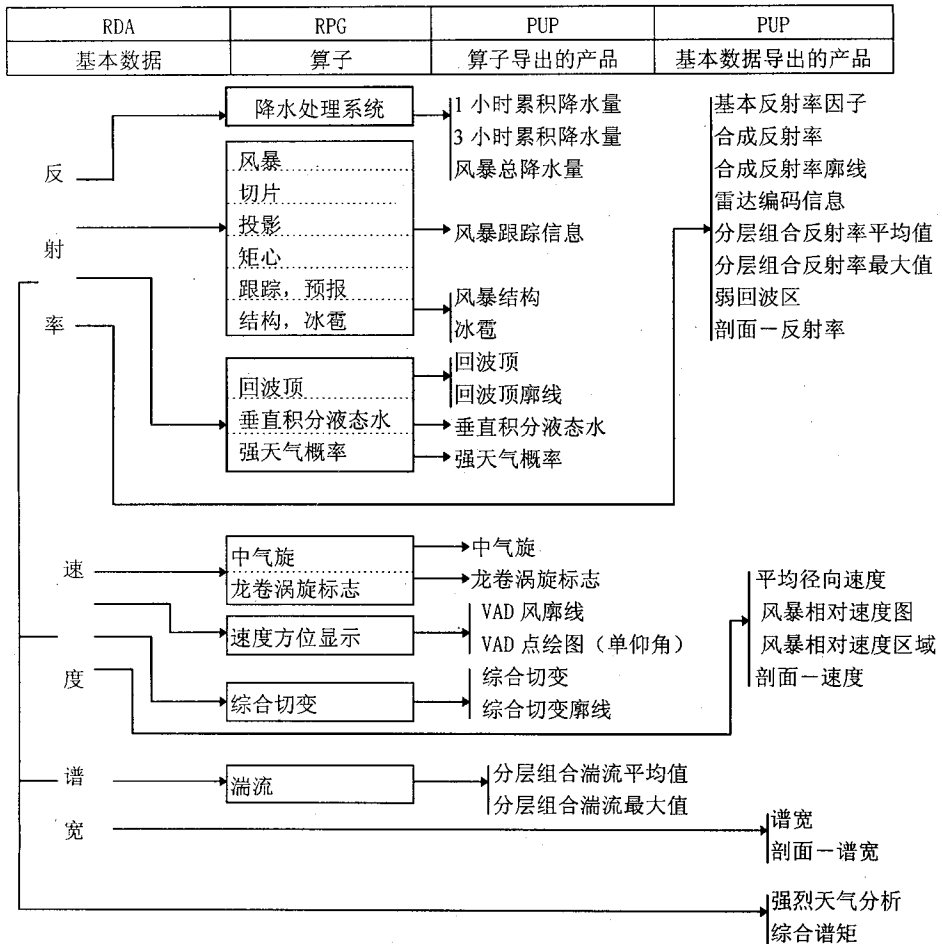 RDA RPG PUP PUP
基本数据 算子 算子导出的产品 基本数据导出的产品
反射率
降水处理系统
风暴
切片
投影
矩心
跟踪，预报
结构，冰雹
回波顶
垂直积分液态水
强天气概率
1小时累积降水量
3小时累积降水量
风暴总降水量
风暴跟踪信息
风暴结构
冰雹
回波顶
回波顶廓线
垂直积分液态水
强天气概率
基本反射率因子
合成反射率
合成反射率廓线
雷达编码信息
分层组合反射率平均值
分层组合反射率最大值
弱回波区
剖面－反射率
速度
中气旋
龙卷涡旋标志
速度方位显示
综合切变
中气旋
龙卷涡旋标志
VAD 风廓线
VAD 点绘图（单仰角）
综合切变
综合切变廓线
平均径向速度
风暴相对速度图
风暴相对速度区域
剖面－速度
谱宽
湍流
分层组合湍流平均值
分层组合湍流最大值
谱宽
剖面－谱宽
强烈天气分析
综合谱矩